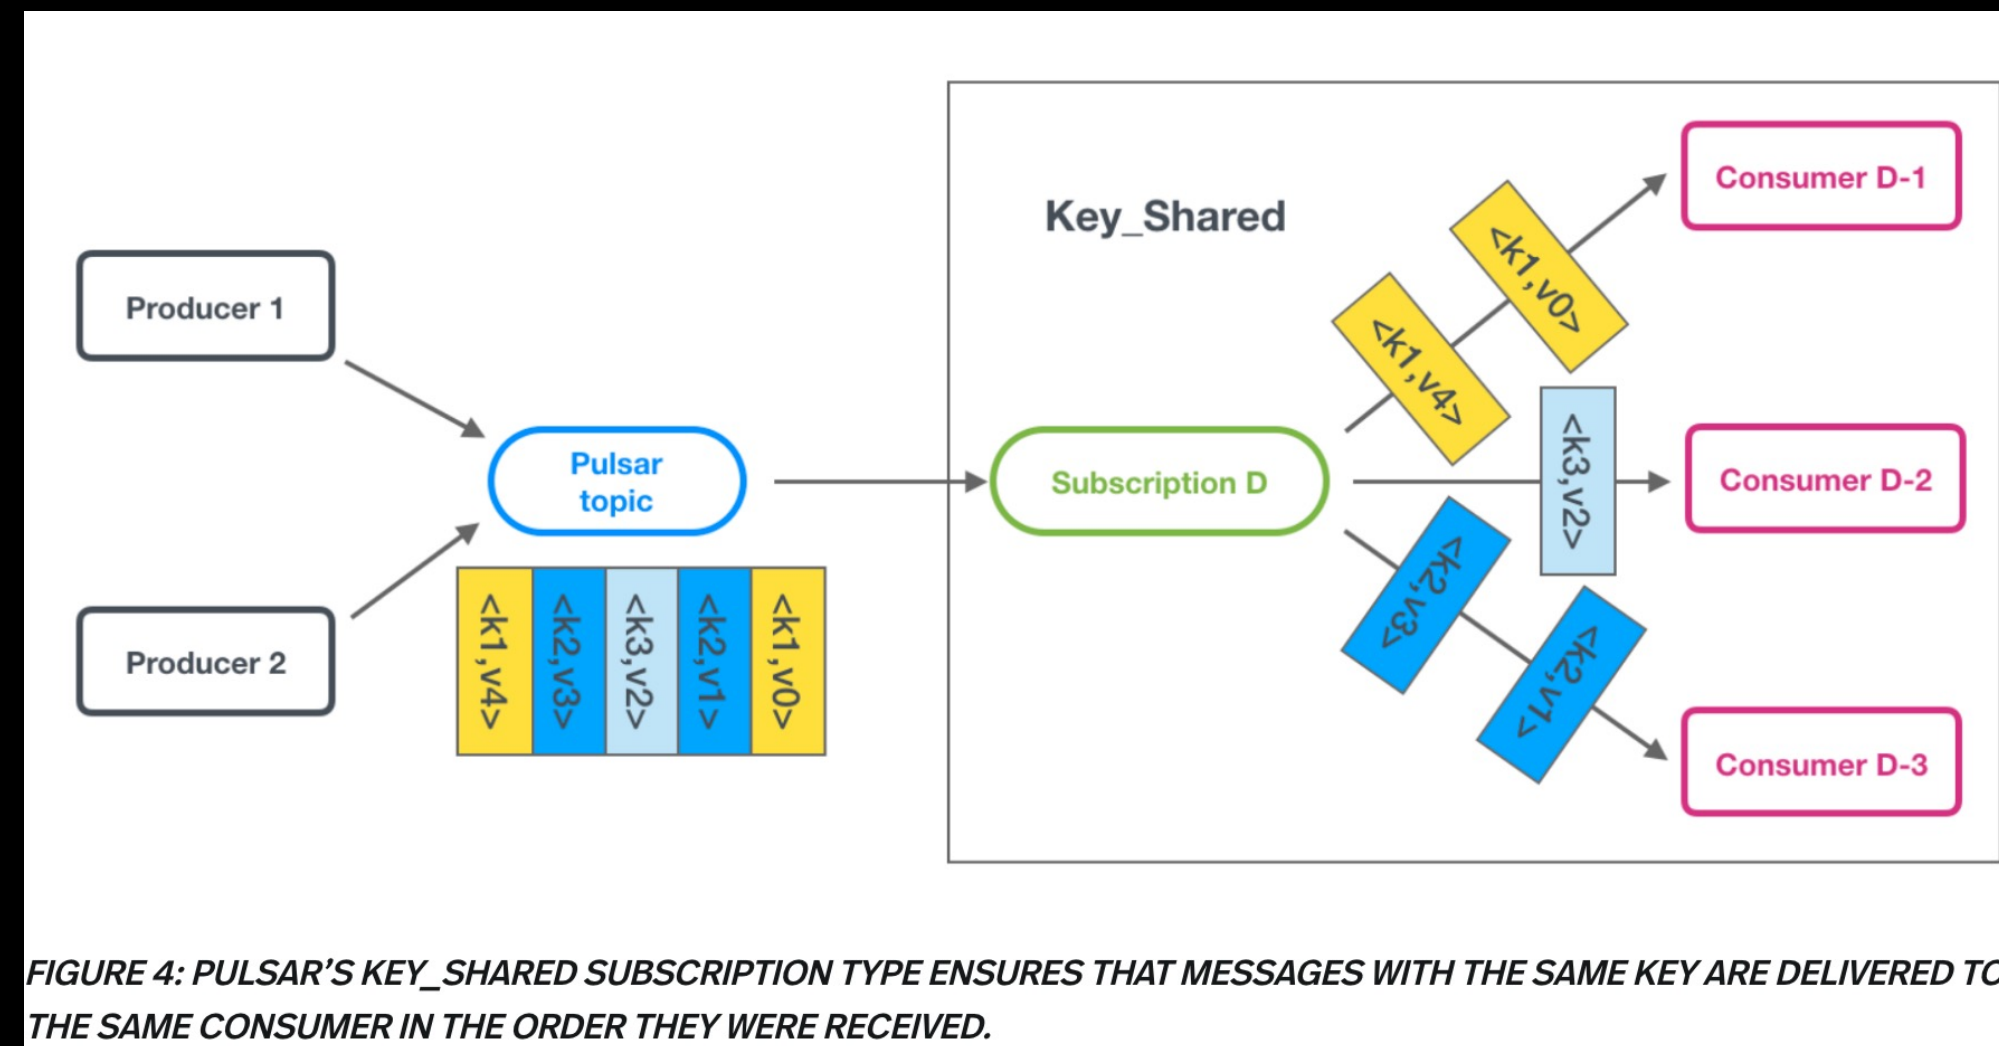 Key_Shared
Consumer D-1
Producer 1
<k1,v0>
<k1,v4>
Pulsar
topic
Subscription D
<k3,v2>
Consumer D-2
Producer 2
<k1,v4>
<k2,v3>
<k3,v2>
<k2,v1>
<k1,v0>
<k2,v3>
<k2,v1>
Consumer D-3
FIGURE 4: PULSAR'S KEY_SHARED SUBSCRIPTION TYPE ENSURES THAT MESSAGES WITH THE SAME KEY ARE DELIVERED TO
THE SAME CONSUMER IN THE ORDER THEY WERE RECEIVED.